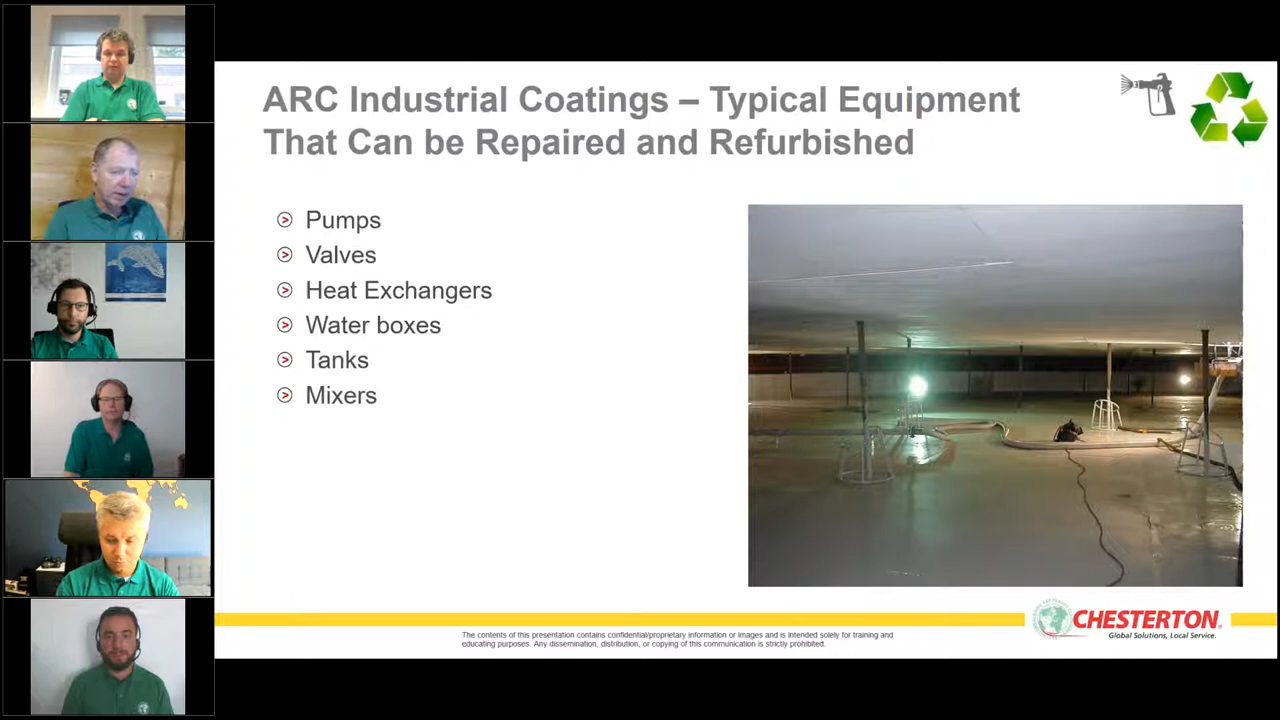 ARC Industrial Coatings – Typical Equipment
That Can be Repaired and Refurbished
Pumps
Valves
Heat Exchangers
Water boxes
Tanks
Mixers
CHESTERTON®
Global Solutions, Local Service.
The contents of this presentation contains confidential/proprietary information or images and is intended solely for training and
educating purposes. Any dissemination, distribution, or copying of this communication is strictly prohibited.